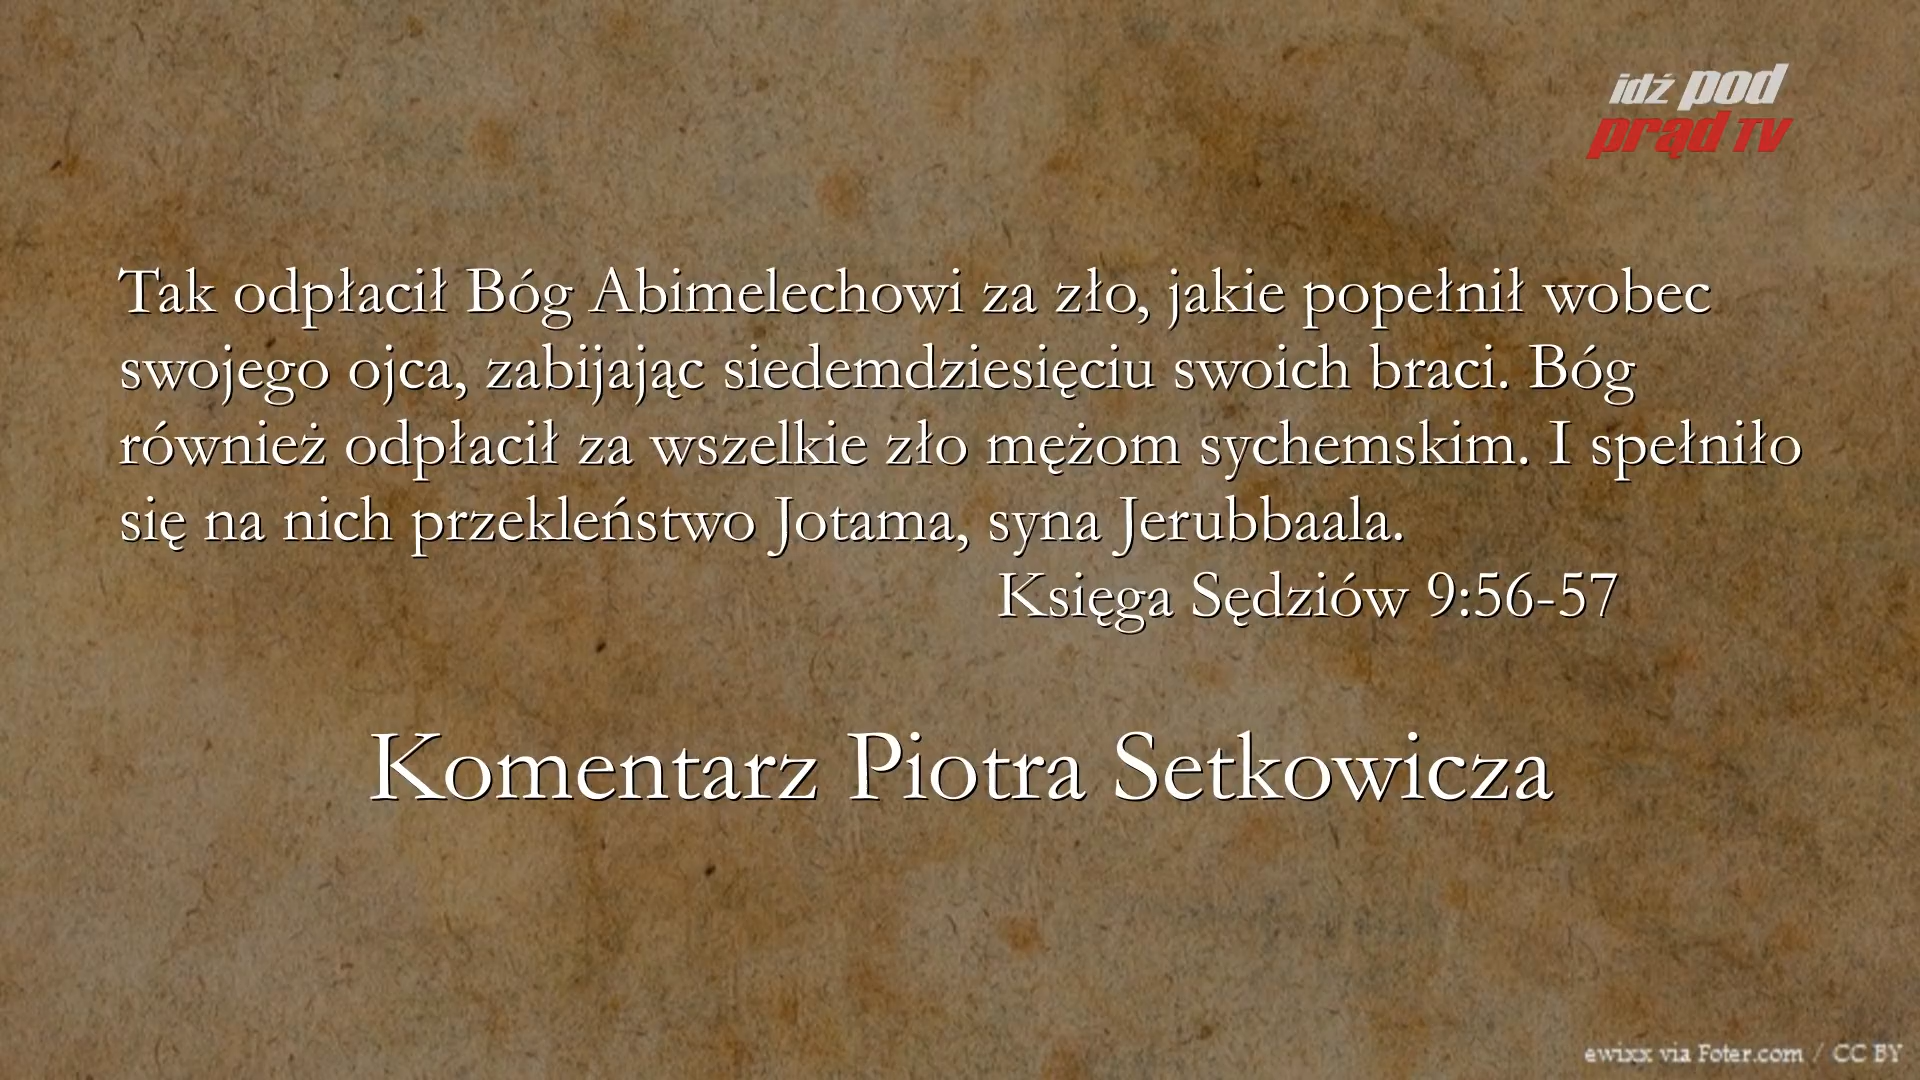 idź pod
prąd TV
Tak odpłacił Bóg Abimelechowi za zło, jakie popełnił wobec
swojego ojca, zabijając siedemdziesięciu swoich braci. Bóg
również odpłacił za wszelkie zło mężom sychemskim. I spełniło
się na nich przekleństwo Jotama, syna Jerubbaala.
Księga Sędziów 9:56-57
Komentarz Piotra Setkowicza
ewixx via Foter.com / CC BY